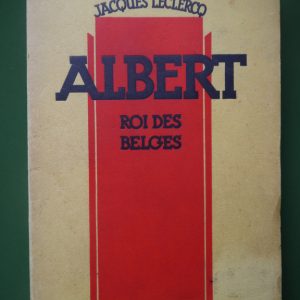 JACQUES LECLERCQ
ALBERT
ROI DES
BELGES